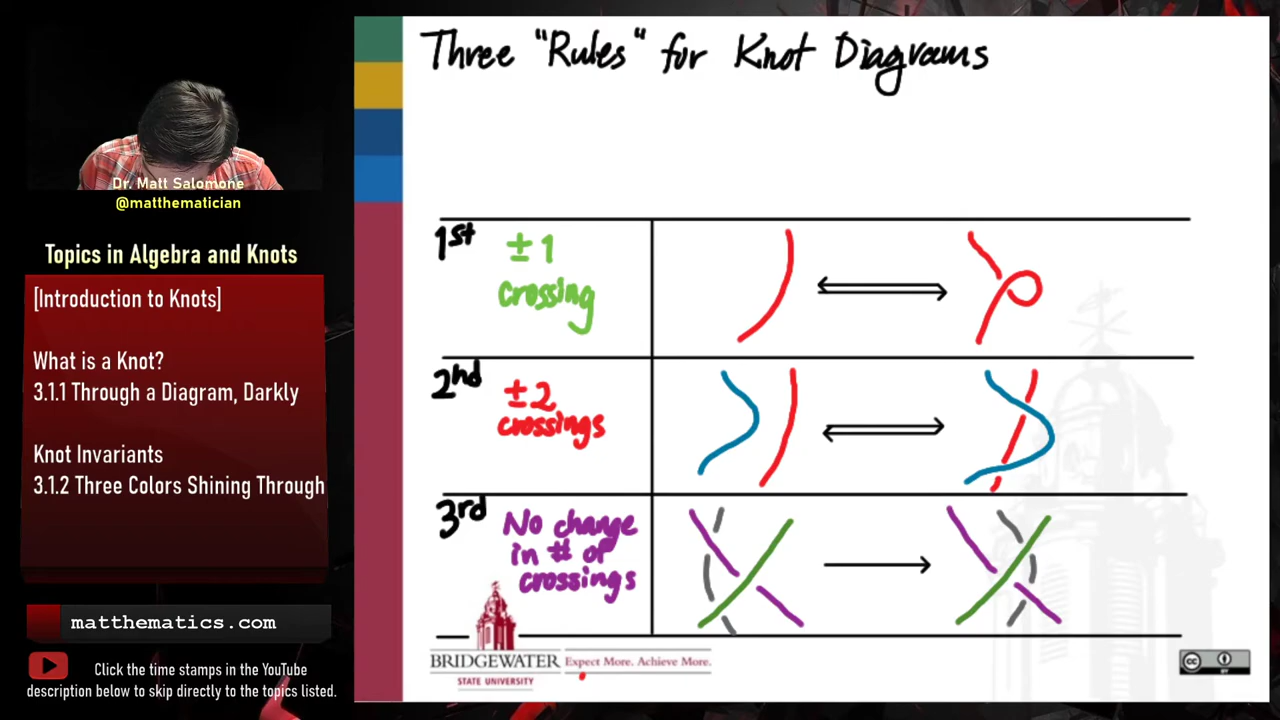 Three "Rules" for Knot Diagrams
Dr. Matt Salomone
@matthematician
Topics in Algebra and Knots
[Introduction to Knots]
What is a Knot?
3.1.1 Through a Diagram, Darkly
Knot Invariants
3.1.2 Three Colors Shining Through
matthematics.com
Click the time stamps in the YouTube
description below to skip directly to the topics listed.
1st
±1
crossing
2nd
±2
crossings
3rd
No change
in # of
crossings
BRIDGEWATER
STATE UNIVERSITY
Expect More. Achieve More.
cc
BY